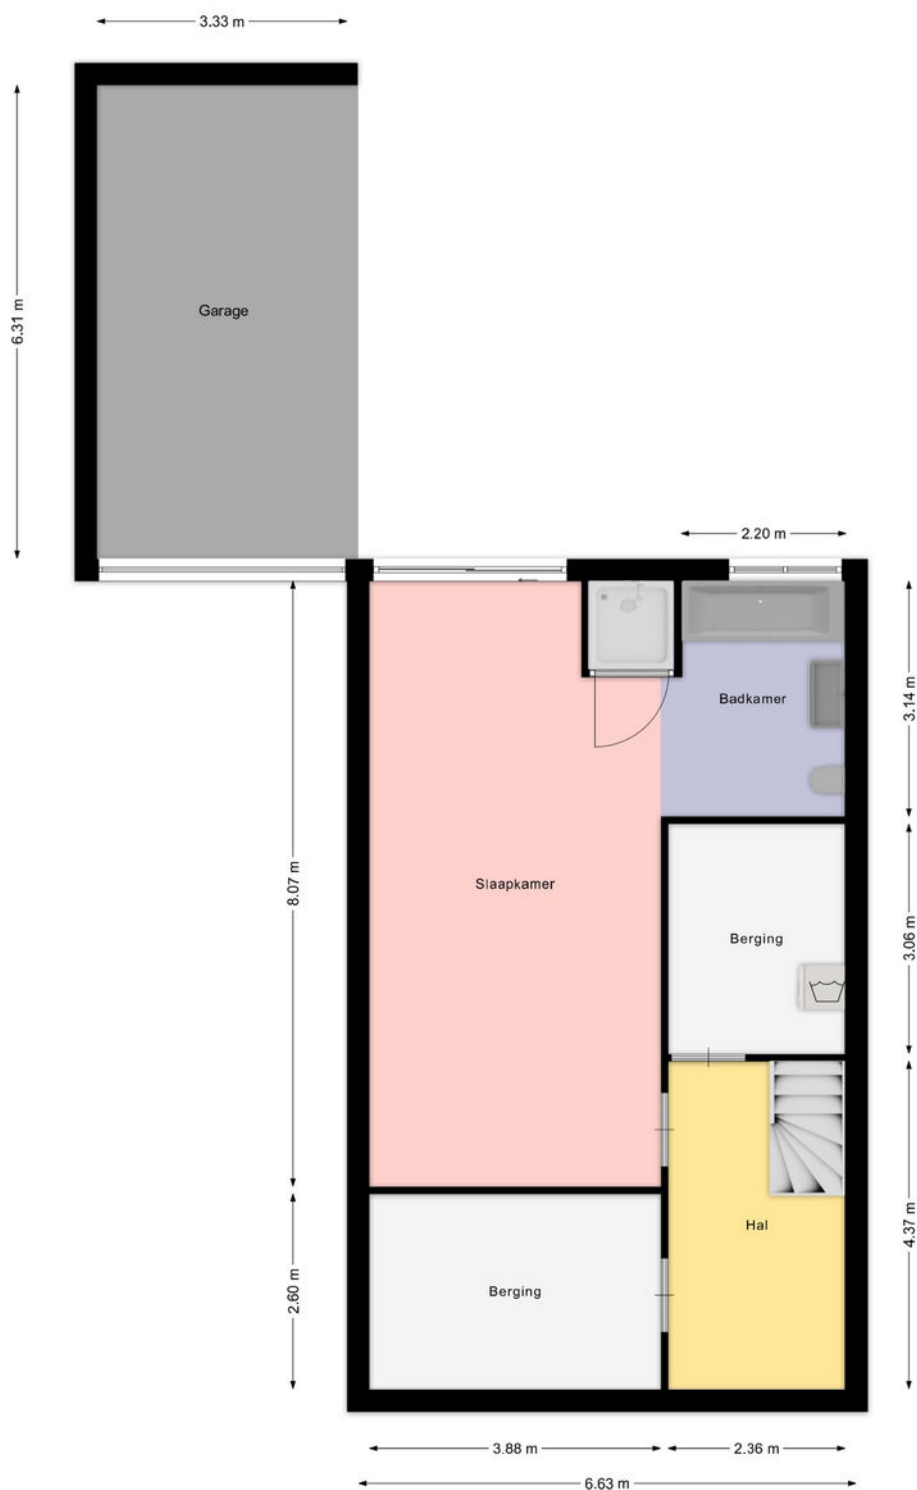 3.33 m
6.31 m
Garage
2.20 m
Badkamer
3.14 m
8.07 m
Slaapkamer
Berging
3.06 m
Hal
4.37 m
Berging
2.60 m
3.88 m
2.36 m
6.63 m